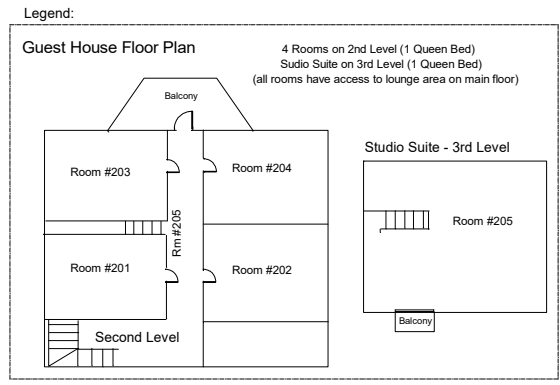 Legend:
Guest House Floor Plan
4 Rooms on 2nd Level (1 Queen Bed)
Sudio Suite on 3rd Level (1 Queen Bed)
(all rooms have access to lounge area on main floor)
Balcony
Studio Suite - 3rd Level
Room #203
Room #204
Rm #205
Room #205
Room #201
Room #202
Balcony
Second Level